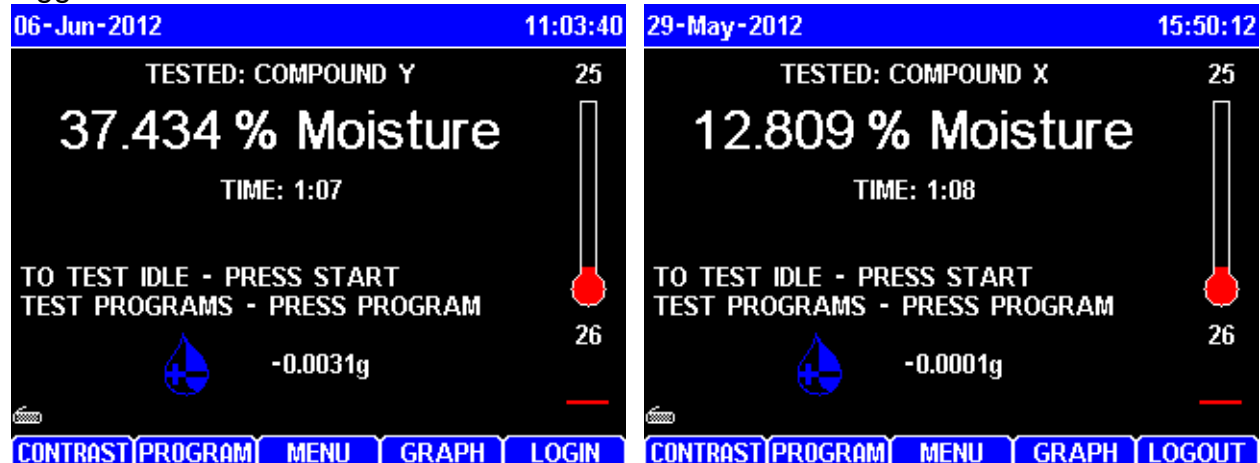 06-Jun-2012 11:03:40
TESTED: COMPOUND Y 25
37.434 % Moisture
TIME: 1:07
TO TEST IDLE - PRESS START
TEST PROGRAMS - PRESS PROGRAM
26
-0.0031g
CONTRAST PROGRAM MENU GRAPH LOGIN
29-May-2012 15:50:12
TESTED: COMPOUND X 25
12.809 % Moisture
TIME: 1:08
TO TEST IDLE - PRESS START
TEST PROGRAMS - PRESS PROGRAM
26
-0.0001g
CONTRAST PROGRAM MENU GRAPH LOGOUT